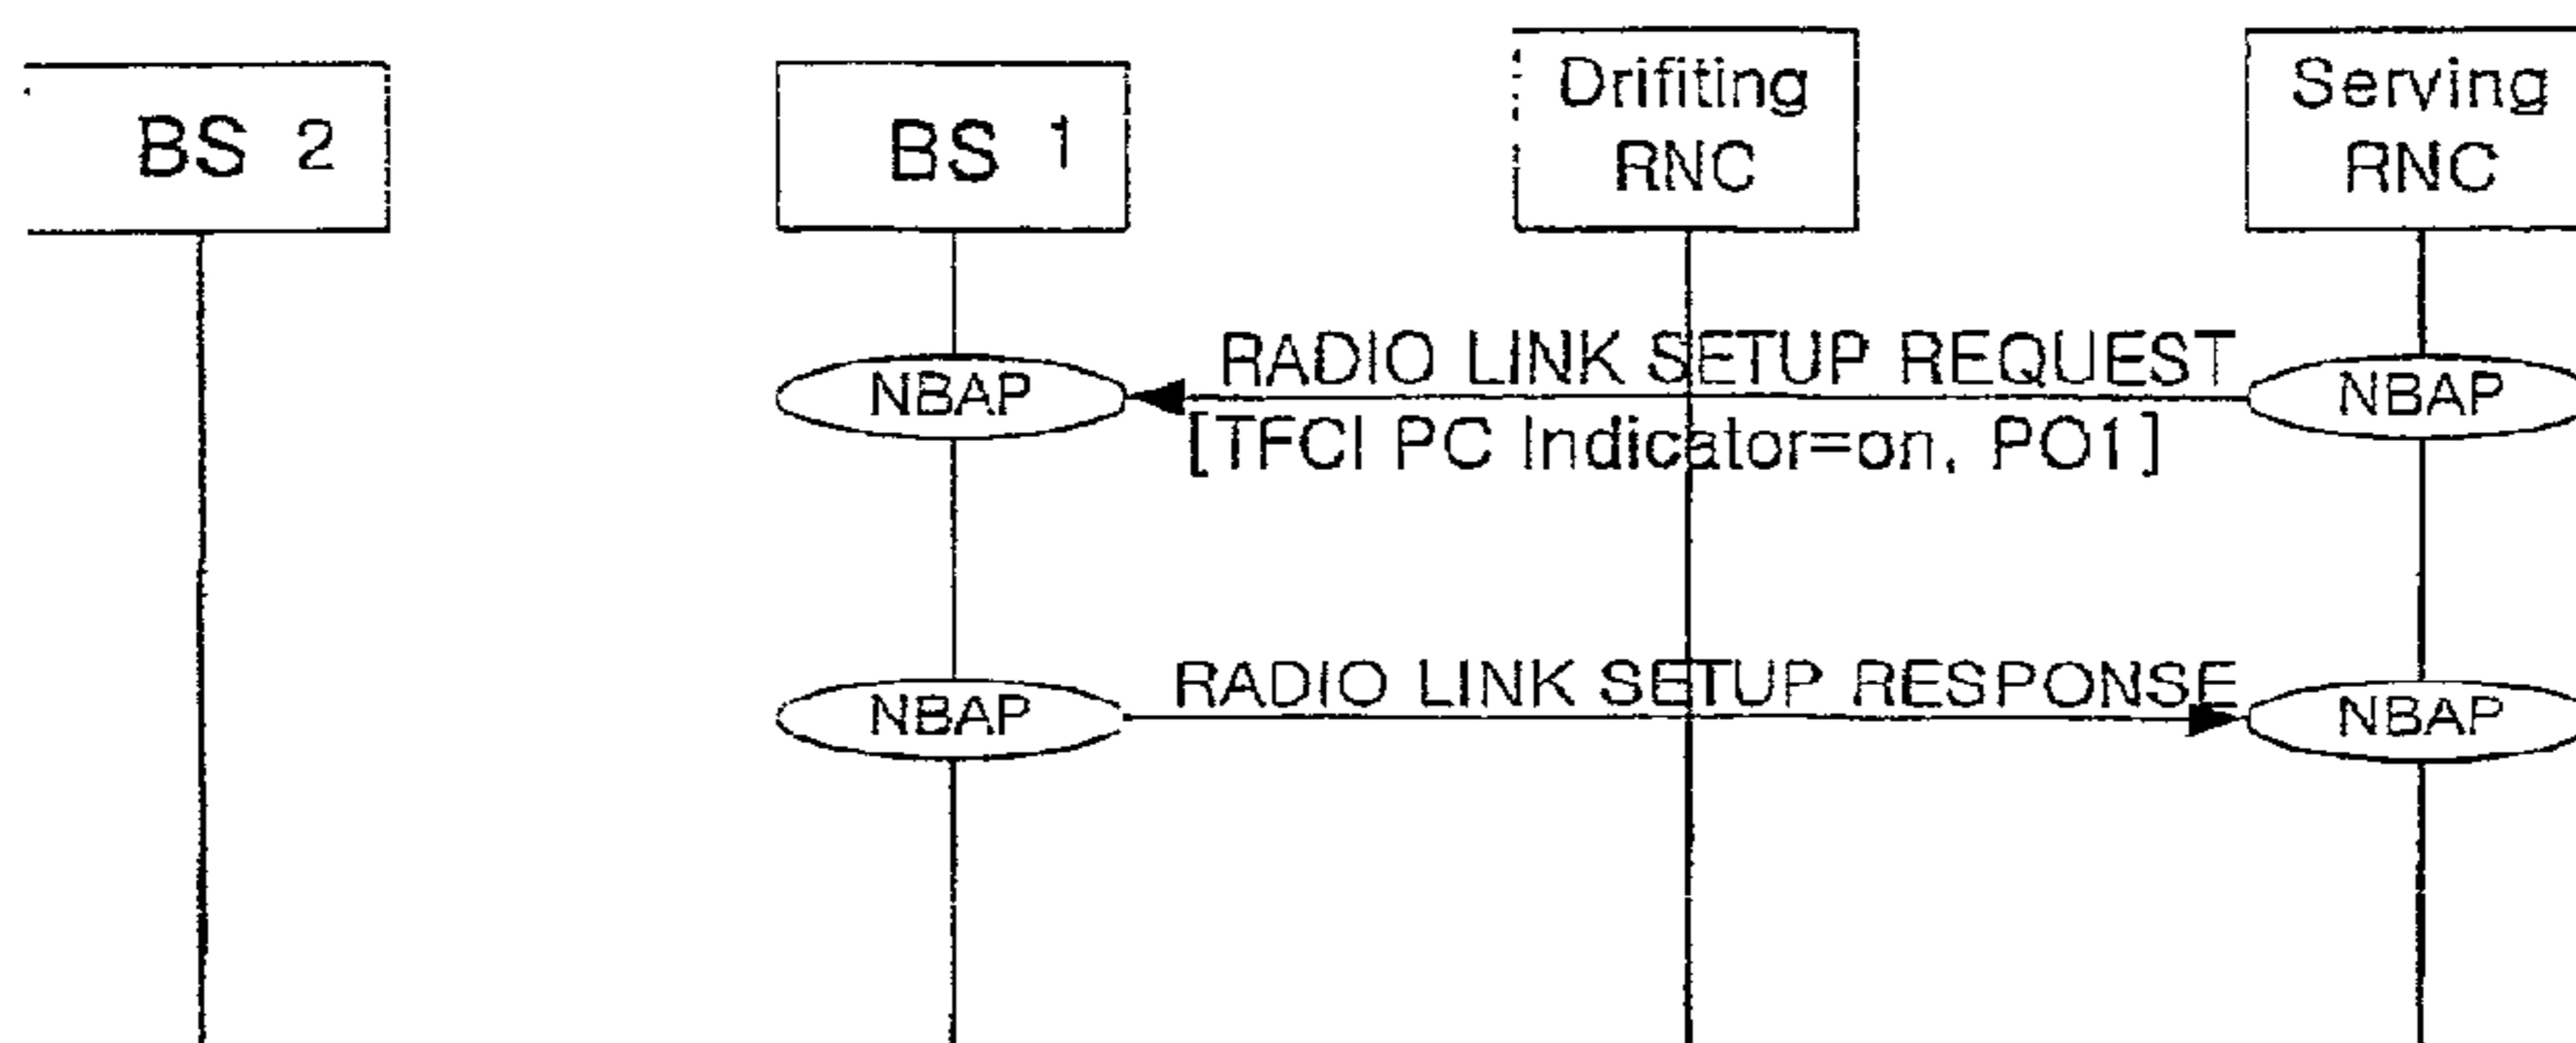 BS 2
BS 1
Drifiting
RNC
Serving
RNC
RADIO LINK SETUP REQUEST
NBAP
NBAP
[TFCI PC Indicator=on, PO1]
RADIO LINK SETUP RESPONSE
NBAP
NBAP